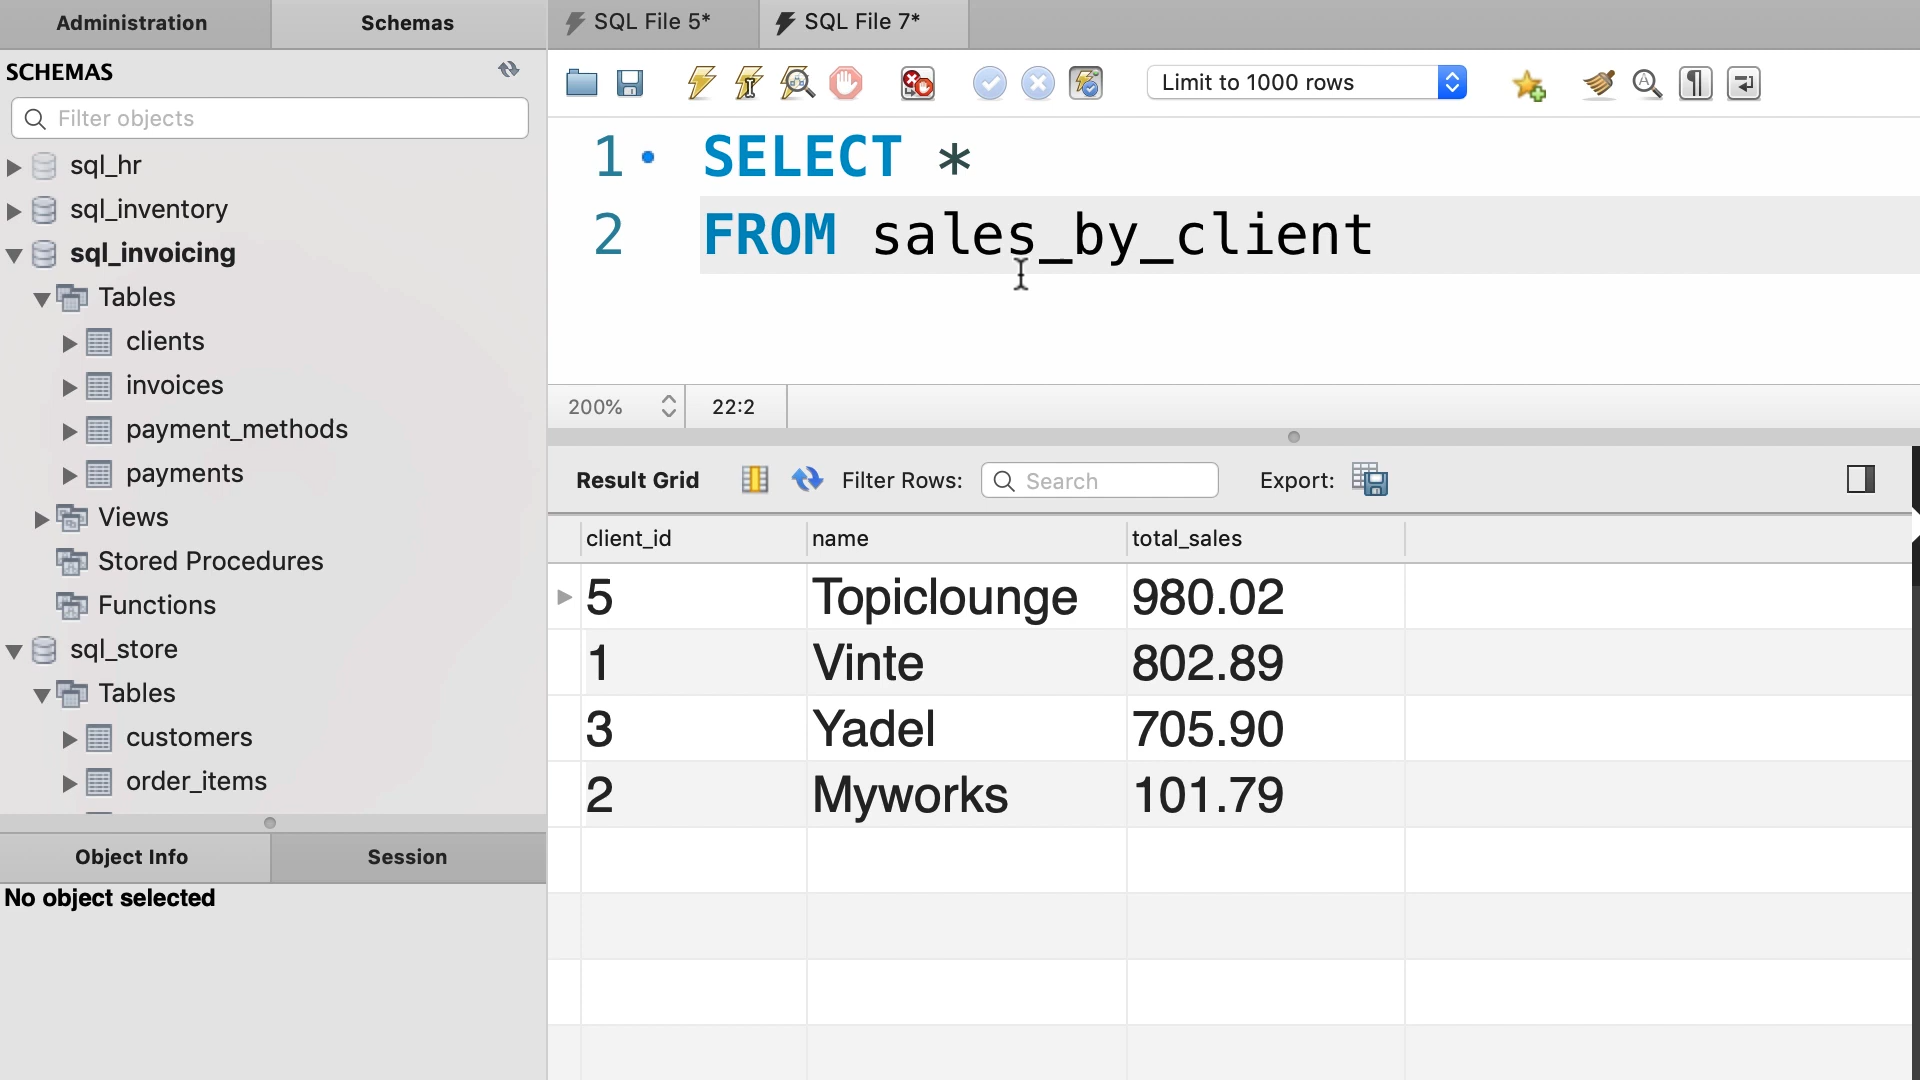 Administration
Schemas
SCHEMAS
Filter objects
sql_hr
sql_inventory
sql_invoicing
Tables
clients
invoices
payment_methods
payments
Views
Stored Procedures
Functions
sql_store
Tables
customers
order_items
Object Info
Session
No object selected
SQL File 5*
SQL File 7*
Limit to 1000 rows
1 SELECT *
2 FROM sales_by_client
200%
22:2
Result Grid
Filter Rows:
Search
Export:
client_id name total_sales
5 Topiclounge 980.02
1 Vinte 802.89
3 Yadel 705.90
2 Myworks 101.79